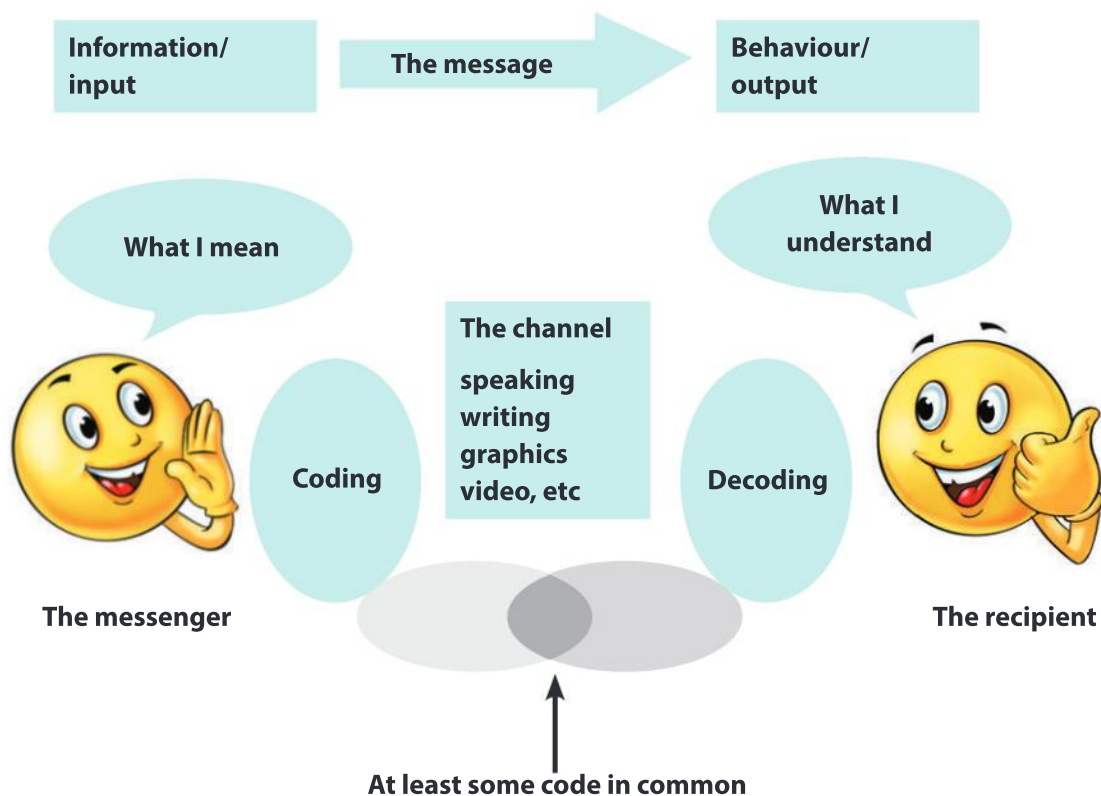 Information/
input
The message
Behaviour/
output
What I mean
What I
understand
The channel
speaking
writing
graphics
video, etc
Coding
Decoding
The messenger
The recipient
At least some code in common